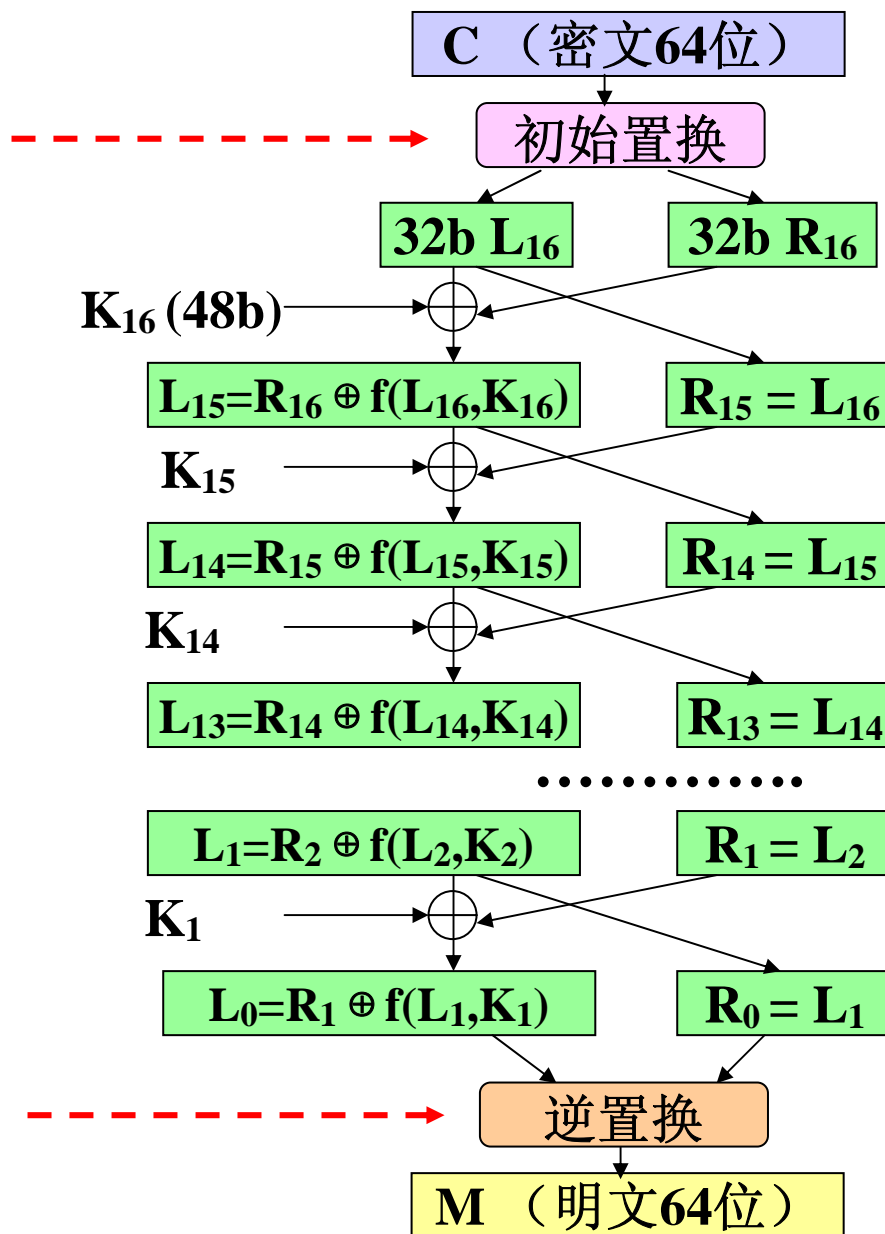 C （密文64位）
初始置换
32b L₁₆ 32b R₁₆
K₁₆ (48b)
L₁₅=R₁₆ ⊕ f(L₁₆,K₁₆) R₁₅ = L₁₆
K₁₅
L₁₄=R₁₅ ⊕ f(L₁₅,K₁₅) R₁₄ = L₁₅
K₁₄
L₁₃=R₁₄ ⊕ f(L₁₄,K₁₄) R₁₃ = L₁₄
•••••••••••••
L₁=R₂ ⊕ f(L₂,K₂) R₁ = L₂
K₁
L₀=R₁ ⊕ f(L₁,K₁) R₀ = L₁
逆置换
M （明文64位）